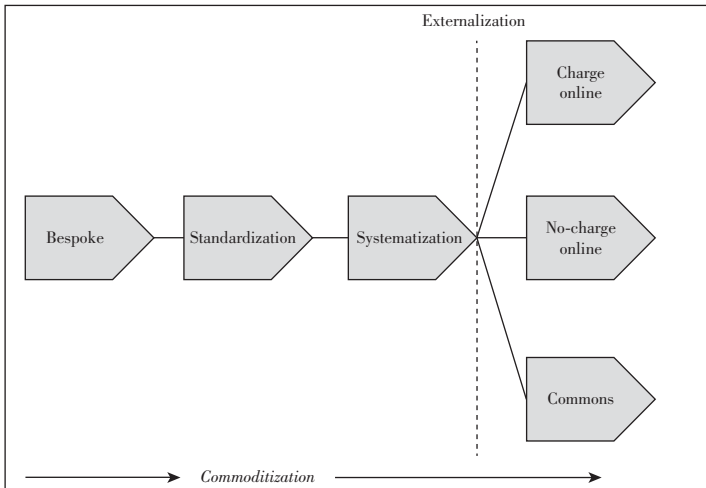 Externalization
Charge
online
Bespoke
Standardization
Systematization
No-charge
online
Commons
Commoditization